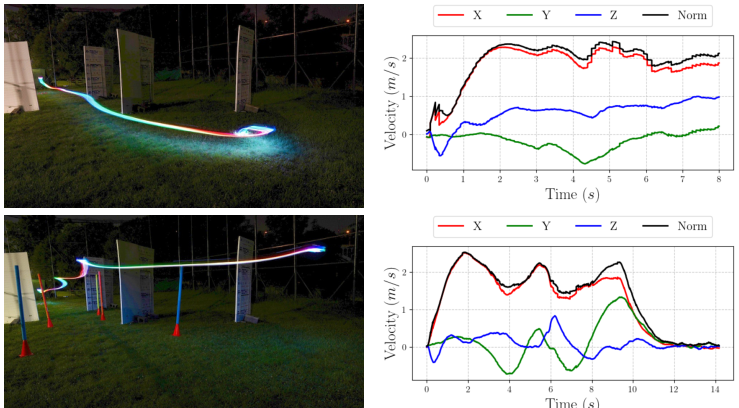 X Y Z Norm
2
1
0
Velocity (m/s)
0 1 2 3 4 5 6 7 8
Time (s)
X Y Z Norm
2
1
0
Velocity (m/s)
0 2 4 6 8 10 12 14
Time (s)